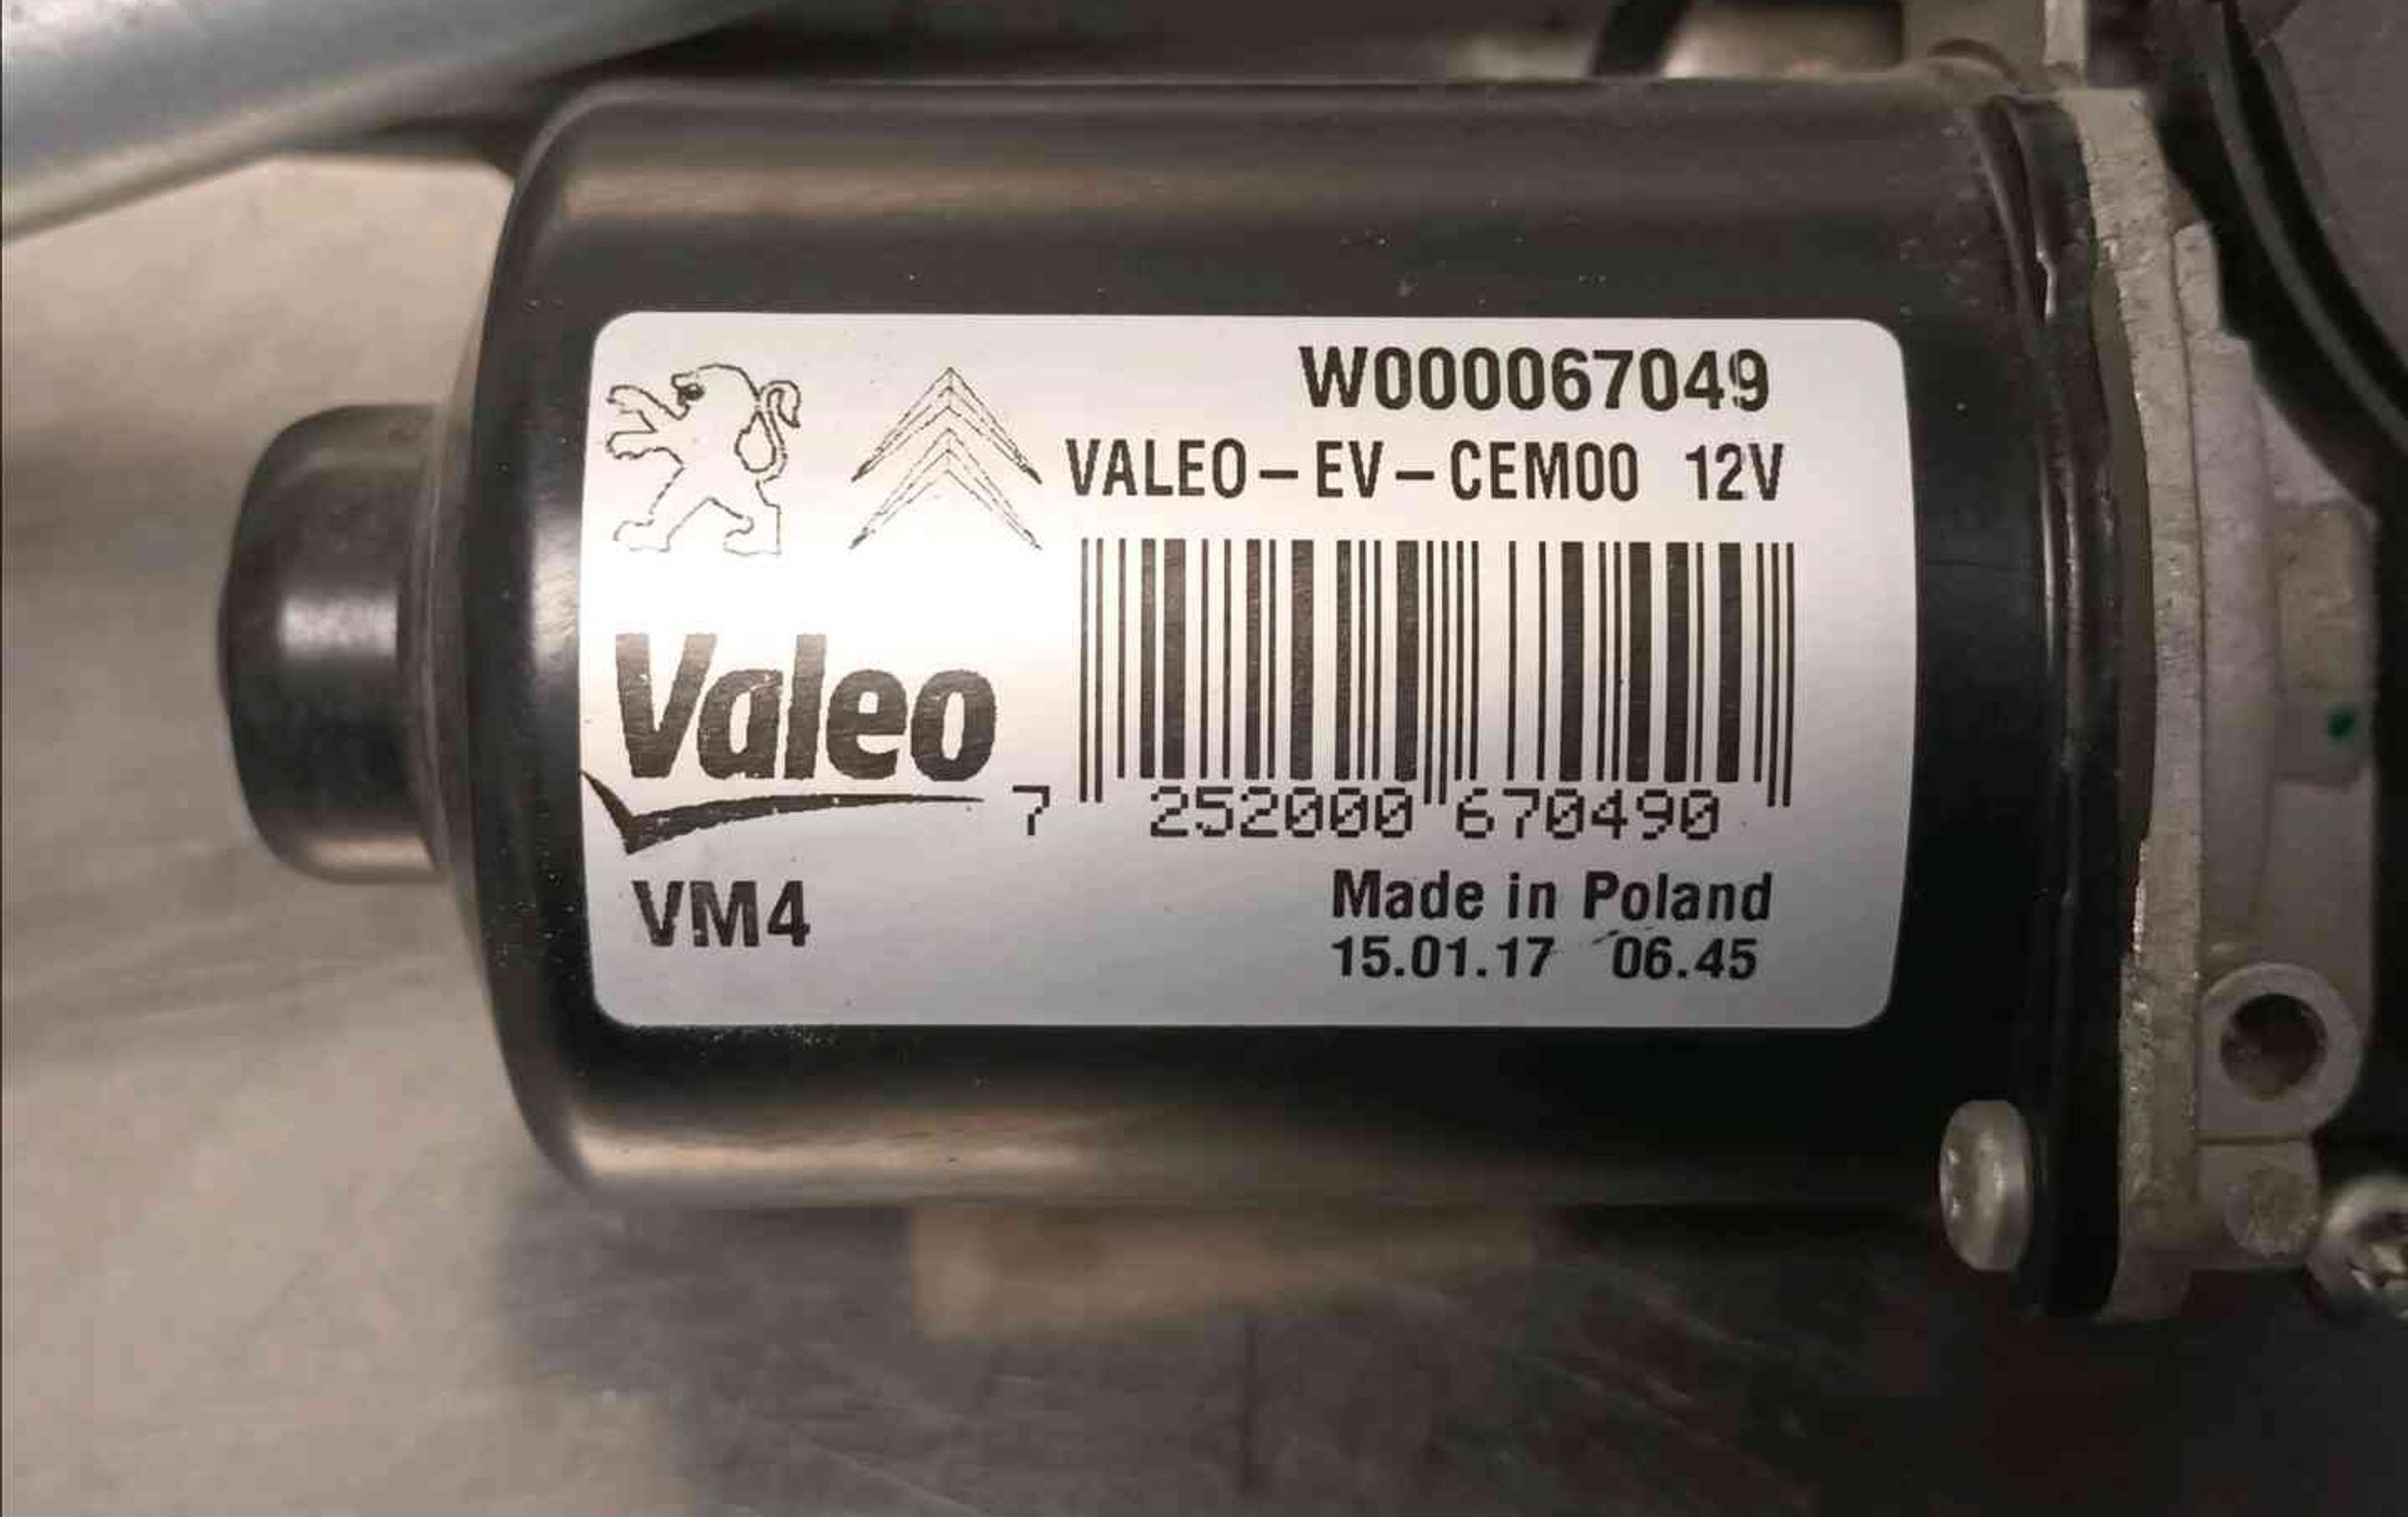 W000067049
VALEO-EV-CEM00 12V
Valeo
7 252000 670490
VM4
Made in Poland
15.01.17 06.45